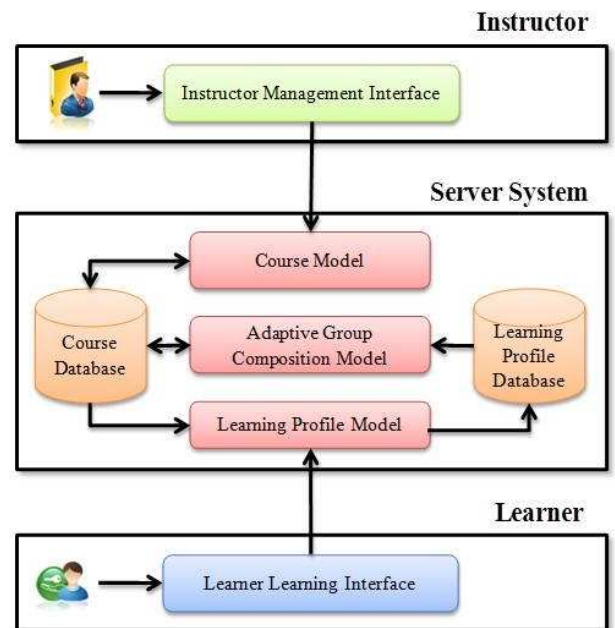 Instructor
Instructor Management Interface
Server System
Course Model
Course
Database
Adaptive Group
Composition Model
Learning
Profile
Database
Learning Profile Model
Learner
Learner Learning Interface